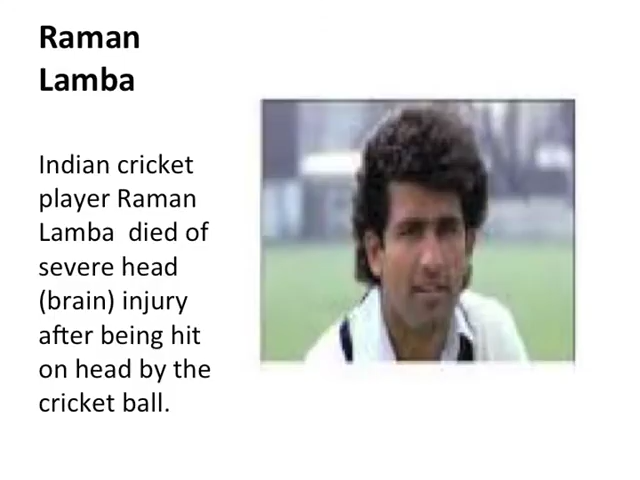 Raman
Lamba
Indian cricket
player Raman
Lamba died of
severe head
(brain) injury
after being hit
on head by the
cricket ball.